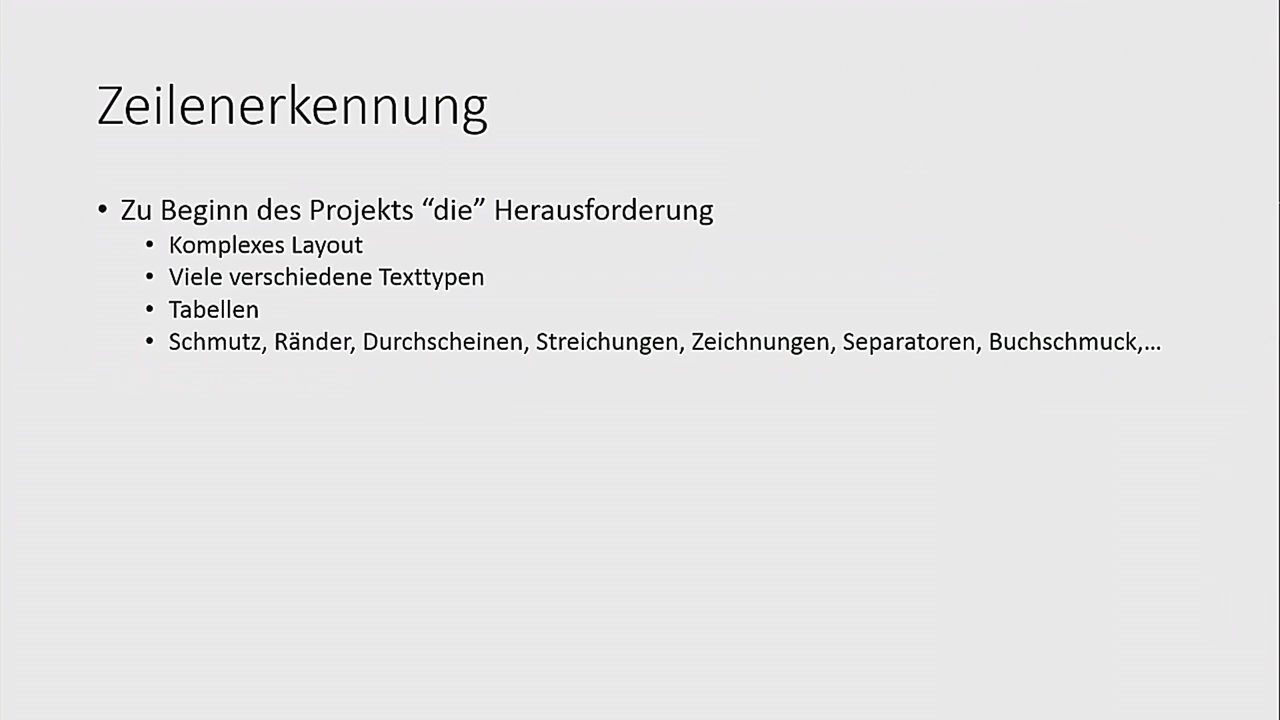 Zeilenerkennung
• Zu Beginn des Projekts “die” Herausforderung
• Komplexes Layout
• Viele verschiedene Texttypen
• Tabellen
• Schmutz, Ränder, Durchscheinen, Streichungen, Zeichnungen, Separatoren, Buchschmuck,…